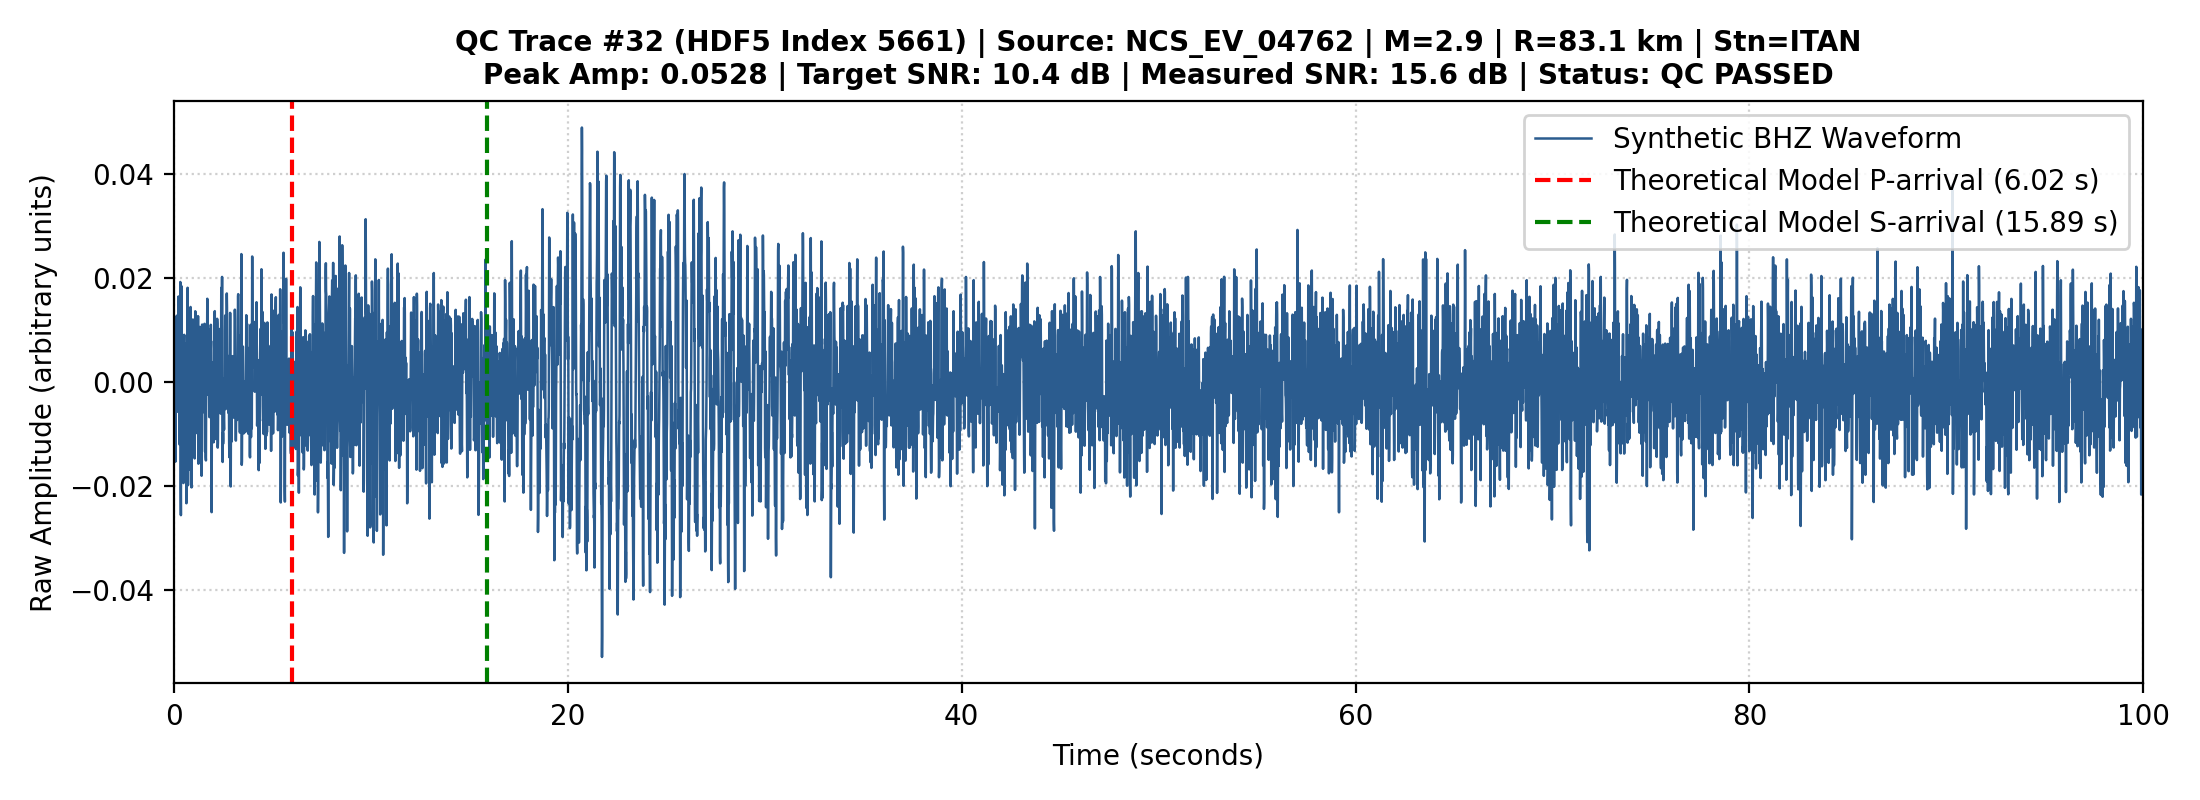 QC Trace #32 (HDF5 Index 5661) | Source: NCS_EV_04762 | M=2.9 | R=83.1 km | Stn=ITAN
Peak Amp: 0.0528 | Target SNR: 10.4 dB | Measured SNR: 15.6 dB | Status: QC PASSED
Synthetic BHZ Waveform
Theoretical Model P-arrival (6.02 s)
Theoretical Model S-arrival (15.89 s)
Raw Amplitude (arbitrary units)
0.04
0.02
0.00
−0.02
−0.04
0 20 40 60 80 100
Time (seconds)